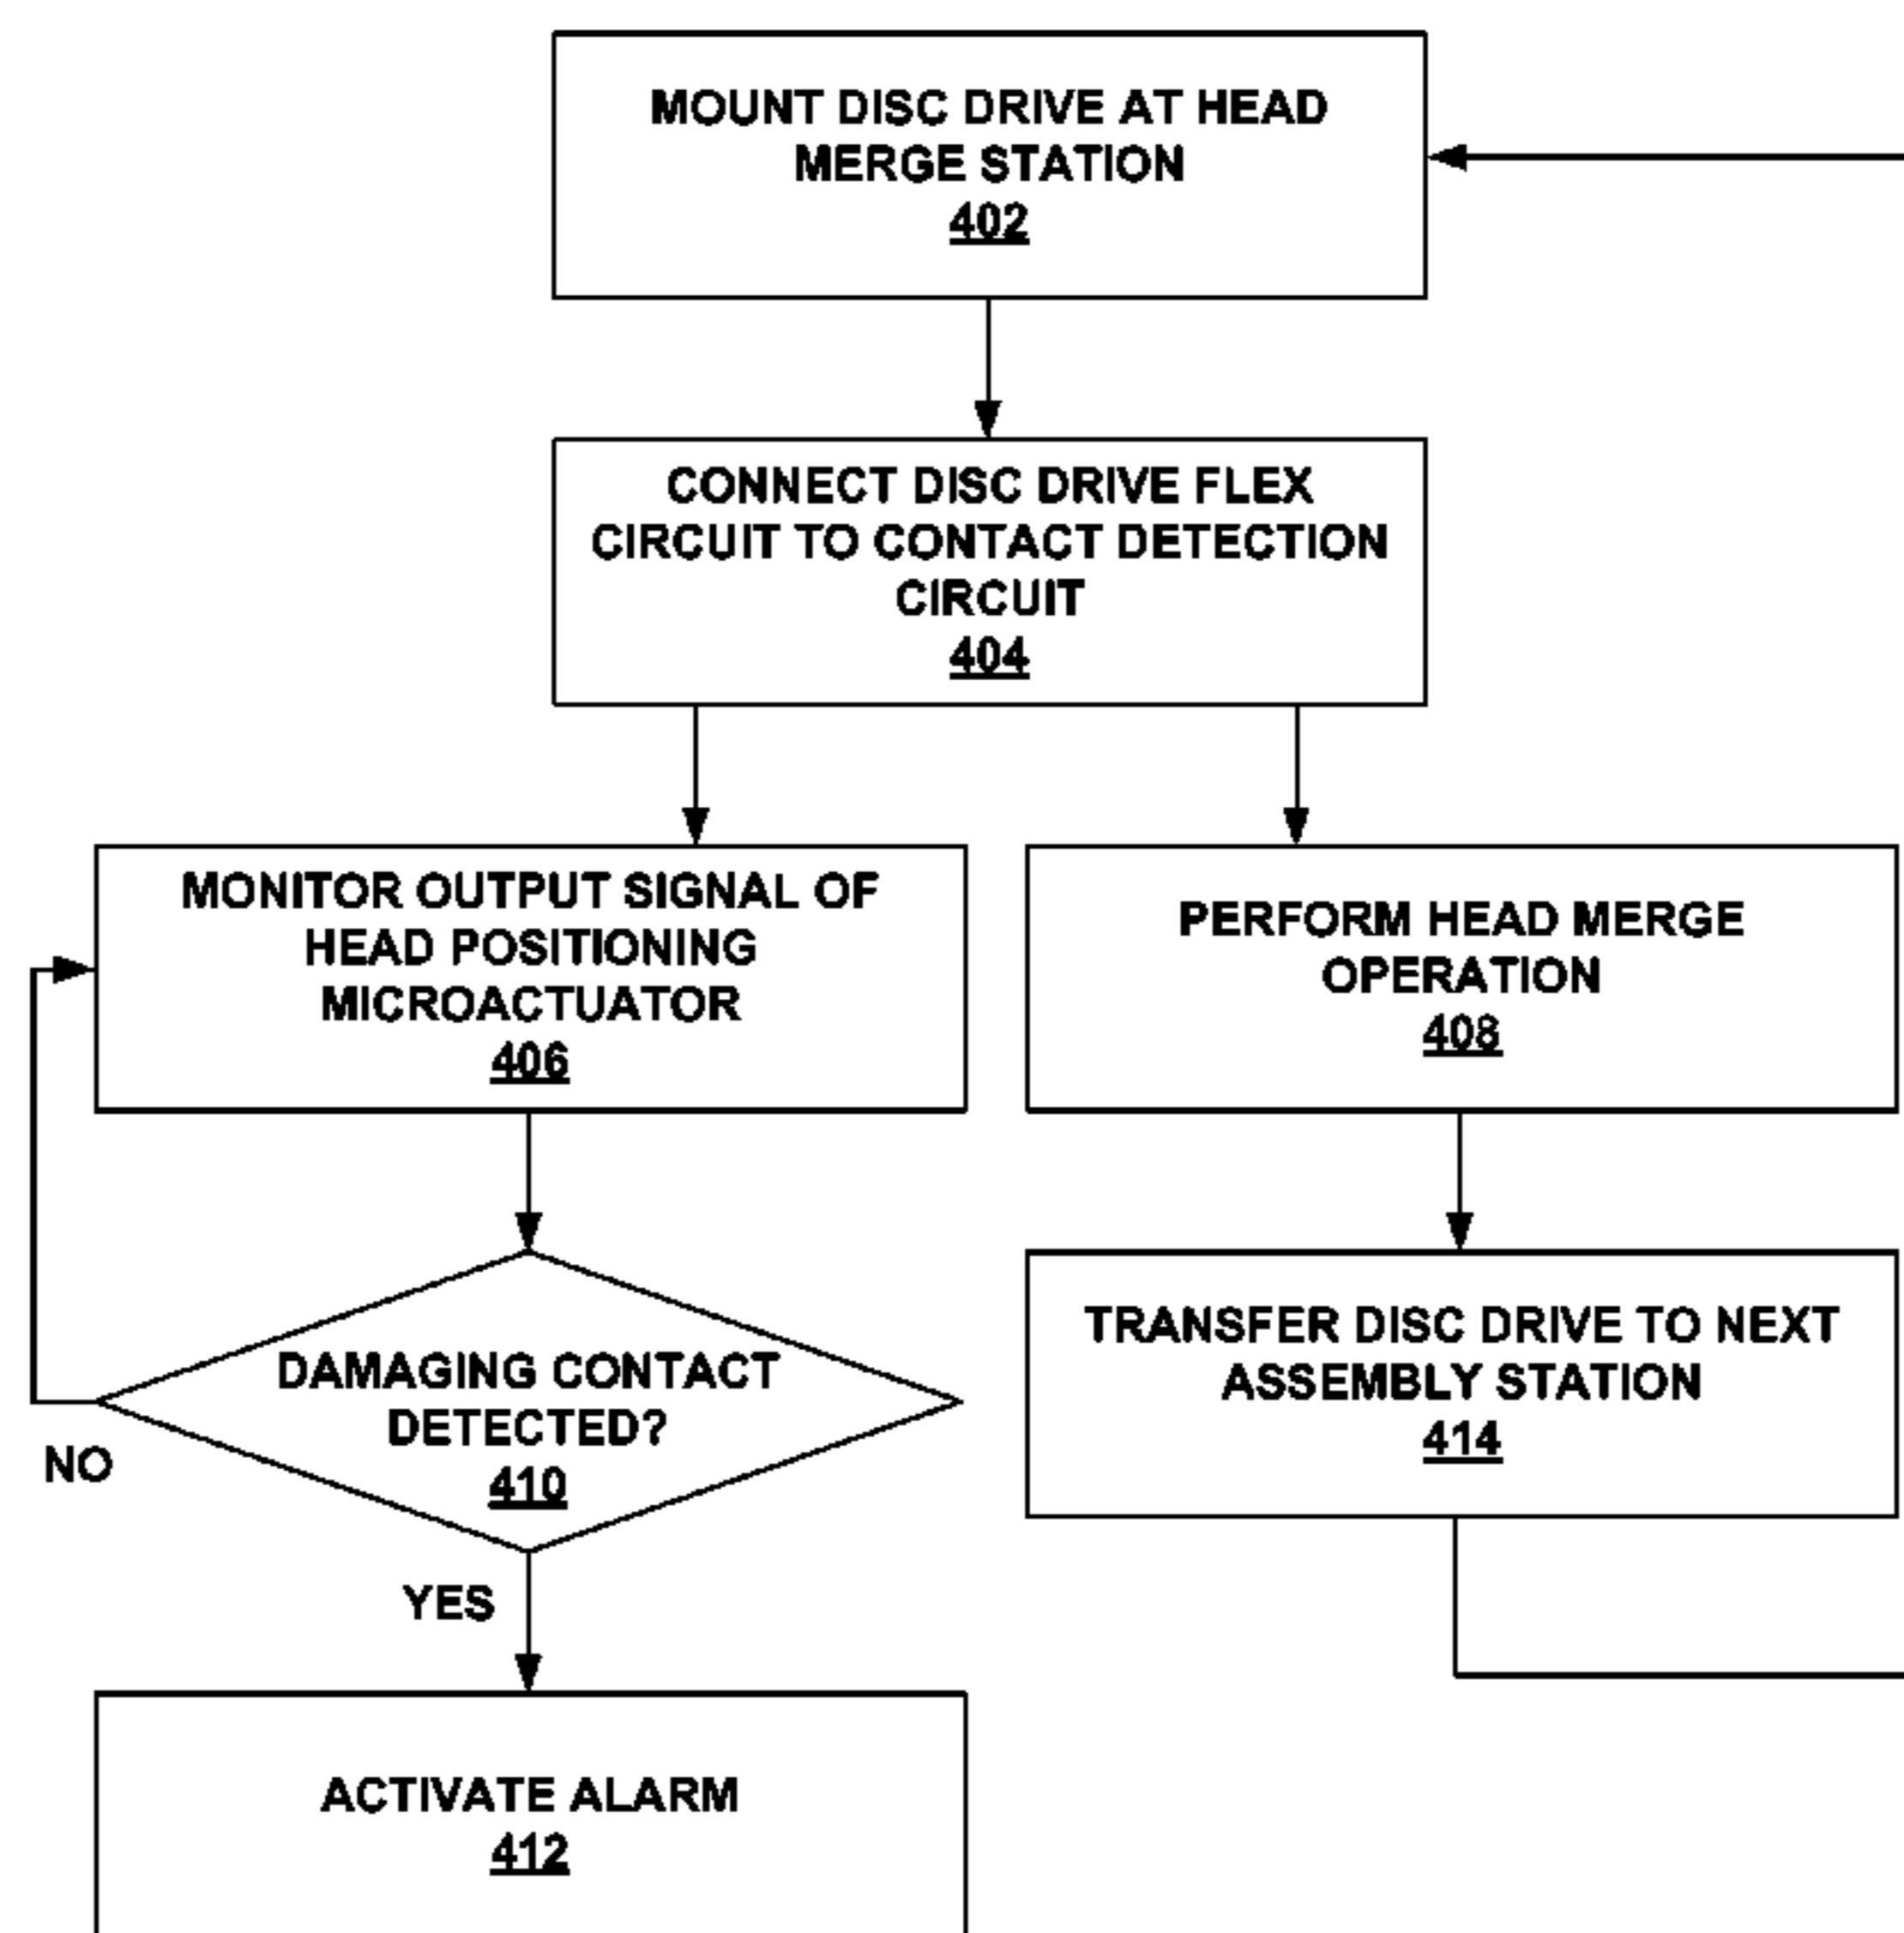 MOUNT DISC DRIVE AT HEAD
MERGE STATION
402
CONNECT DISC DRIVE FLEX
CIRCUIT TO CONTACT DETECTION
CIRCUIT
404
MONITOR OUTPUT SIGNAL OF
HEAD POSITIONING
MICROACTUATOR
406
PERFORM HEAD MERGE
OPERATION
408
DAMAGING CONTACT
DETECTED?
410
NO
YES
TRANSFER DISC DRIVE TO NEXT
ASSEMBLY STATION
414
ACTIVATE ALARM
412